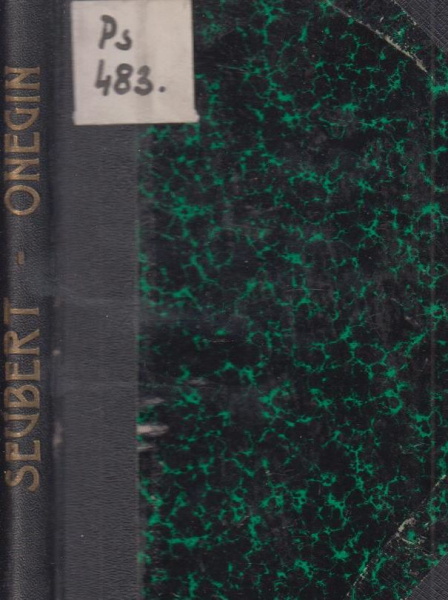 Ps
483.
SEUBERT - ONEGIN